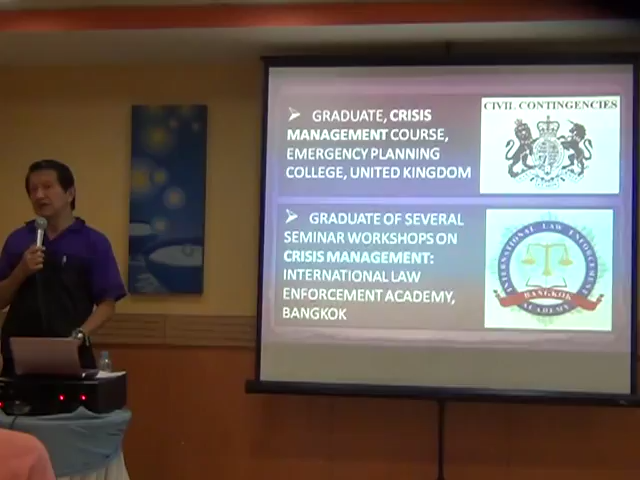 ➢ GRADUATE, CRISIS
MANAGEMENT COURSE,
EMERGENCY PLANNING
COLLEGE, UNITED KINGDOM
CIVIL CONTINGENCIES
➢ GRADUATE OF SEVERAL
SEMINAR WORKSHOPS ON
CRISIS MANAGEMENT:
INTERNATIONAL LAW
ENFORCEMENT ACADEMY,
BANGKOK
INTERNATIONAL LAW ENFORCEMENT
BANGKOK
ACADEMY